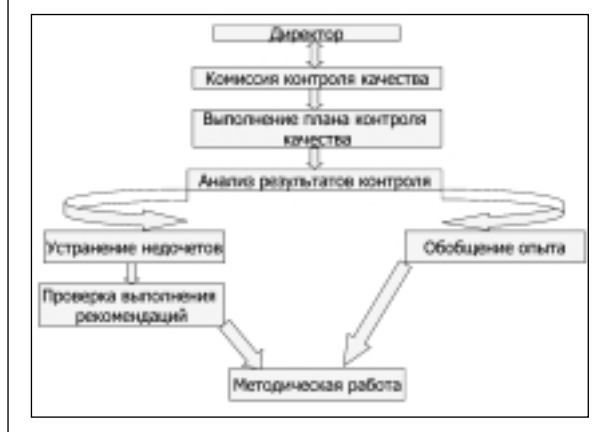 Директор
Комиссия контроля качества
Выполнение плана контроля
качества
Анализ результатов контроля
Устранение недочетов
Обобщение опыта
Проверка выполнения
рекомендаций
Методическая работа